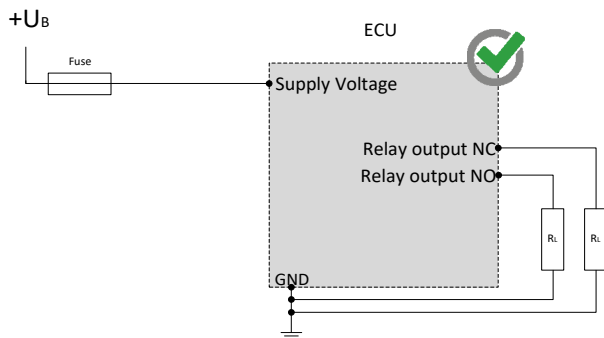 +UB
ECU
Fuse
Supply Voltage
Relay output NC
Relay output NO
RL
RL
GND